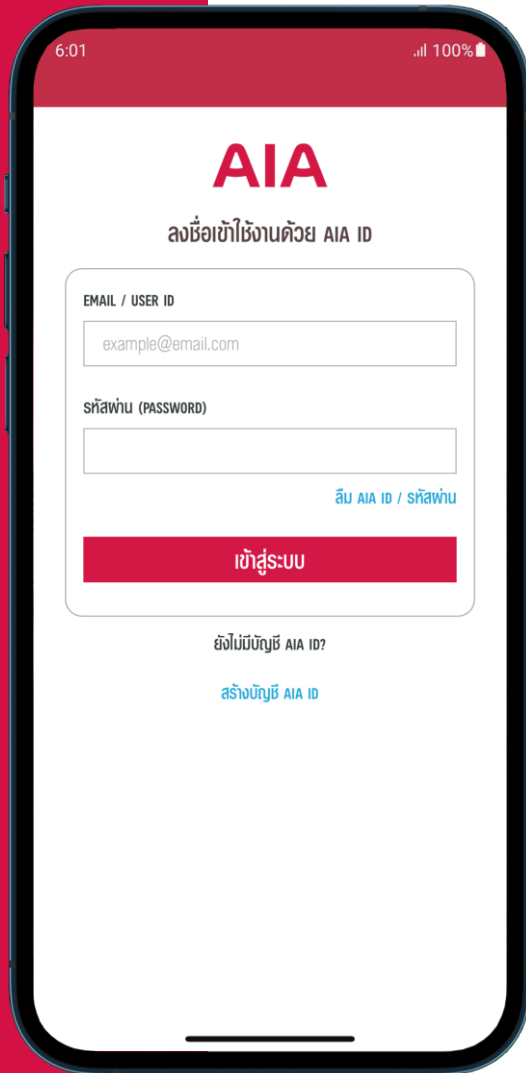 6:01
100%
AIA
ลงชื่อเข้าใช้งานด้วย AIA ID
EMAIL / USER ID
example@email.com
รหัสผ่าน (PASSWORD)
ลืม AIA ID / รหัสผ่าน
เข้าสู่ระบบ
ยังไม่มีบัญชี AIA ID?
สร้างบัญชี AIA ID